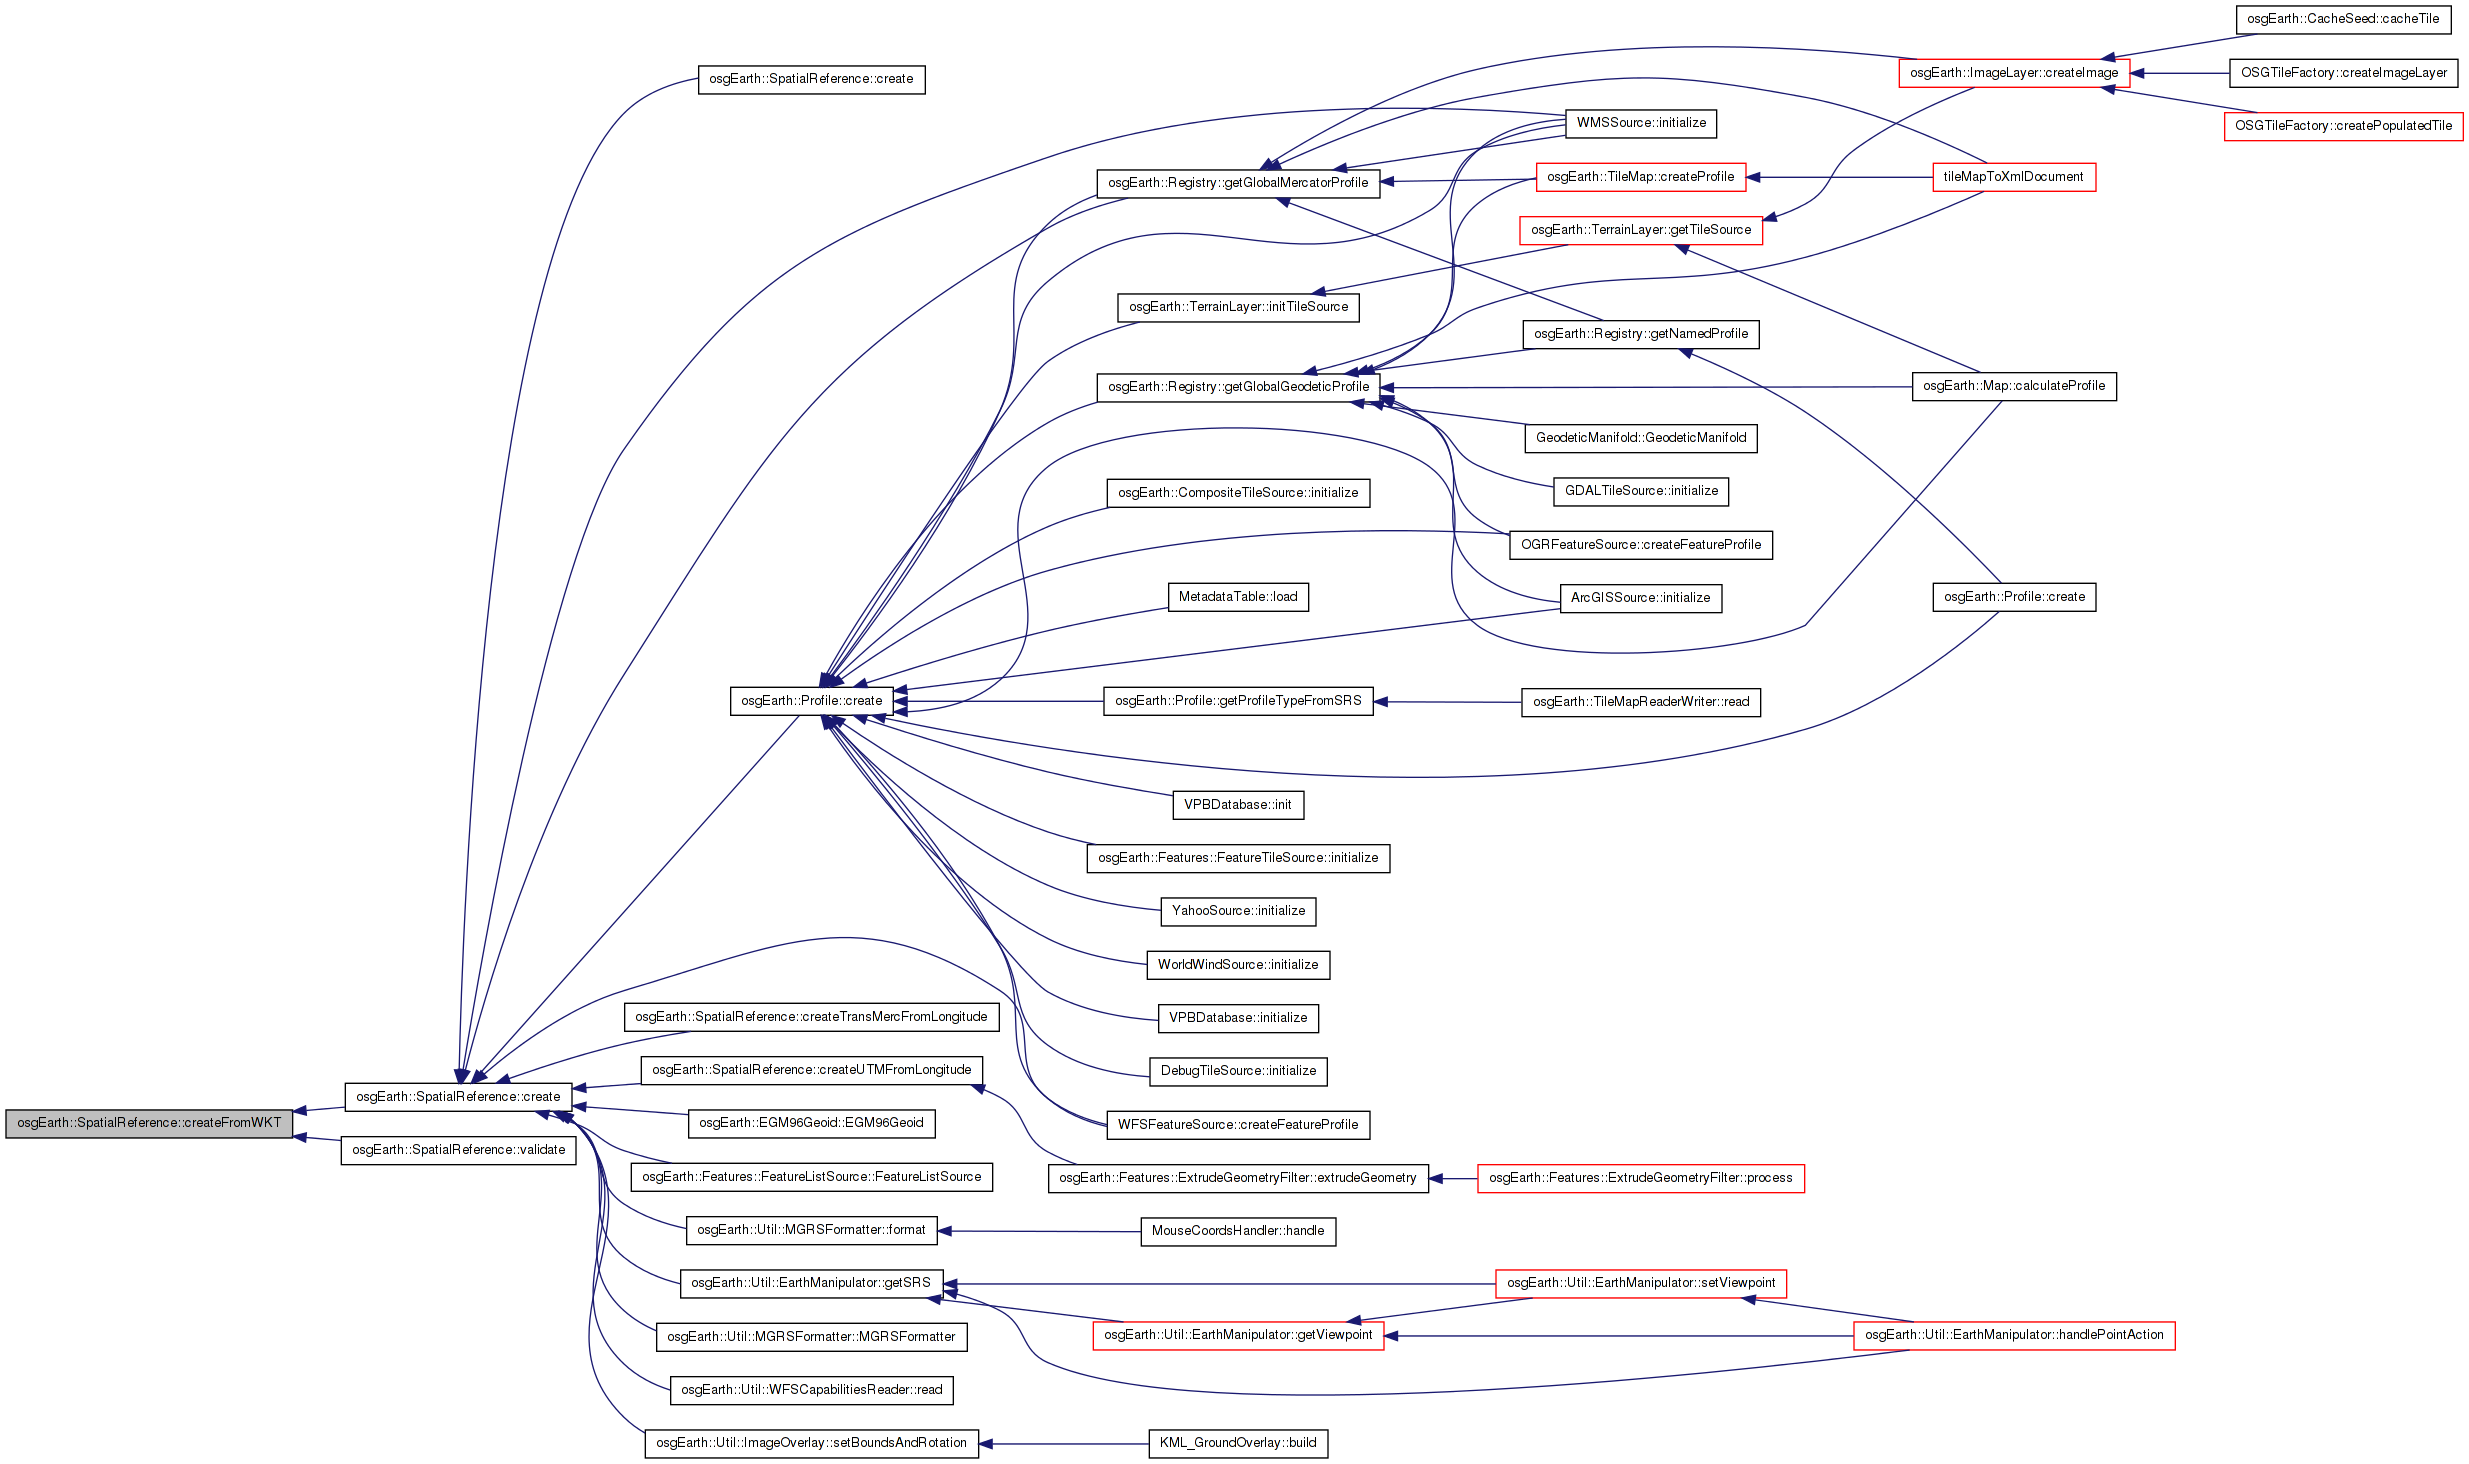 osgEarth::CacheSeed::cacheTile
osgEarth::SpatialReference::create
osgEarth::ImageLayer::createImage
OSGTileFactory::createImageLayer
WMSSource::initialize
OSGTileFactory::createPopulatedTile
osgEarth::Registry::getGlobalMercatorProfile
osgEarth::TileMap::createProfile
tileMapToXmlDocument
osgEarth::TerrainLayer::getTileSource
osgEarth::TerrainLayer::initTileSource
osgEarth::Registry::getNamedProfile
osgEarth::Registry::getGlobalGeodeticProfile
osgEarth::Map::calculateProfile
GeodeticManifold::GeodeticManifold
osgEarth::CompositeTileSource::initialize
GDALTileSource::initialize
OGRFeatureSource::createFeatureProfile
MetadataTable::load
ArcGISSource::initialize
osgEarth::Profile::create
osgEarth::Profile::create
osgEarth::Profile::getProfileTypeFromSRS
osgEarth::TileMapReaderWriter::read
VPBDatabase::init
osgEarth::Features::FeatureTileSource::initialize
YahooSource::initialize
WorldWindSource::initialize
osgEarth::SpatialReference::createTransMercFromLongitude
VPBDatabase::initialize
osgEarth::SpatialReference::createUTMFromLongitude
DebugTileSource::initialize
osgEarth::SpatialReference::create
osgEarth::SpatialReference::createFromWKT
osgEarth::EGM96Geoid::EGM96Geoid
WFSFeatureSource::createFeatureProfile
osgEarth::SpatialReference::validate
osgEarth::Features::FeatureListSource::FeatureListSource
osgEarth::Features::ExtrudeGeometryFilter::extrudeGeometry
osgEarth::Features::ExtrudeGeometryFilter::process
osgEarth::Util::MGRSFormatter::format
MouseCoordsHandler::handle
osgEarth::Util::EarthManipulator::getSRS
osgEarth::Util::EarthManipulator::setViewpoint
osgEarth::Util::MGRSFormatter::MGRSFormatter
osgEarth::Util::EarthManipulator::getViewpoint
osgEarth::Util::EarthManipulator::handlePointAction
osgEarth::Util::WFSCapabilitiesReader::read
osgEarth::Util::ImageOverlay::setBoundsAndRotation
KML_GroundOverlay::build